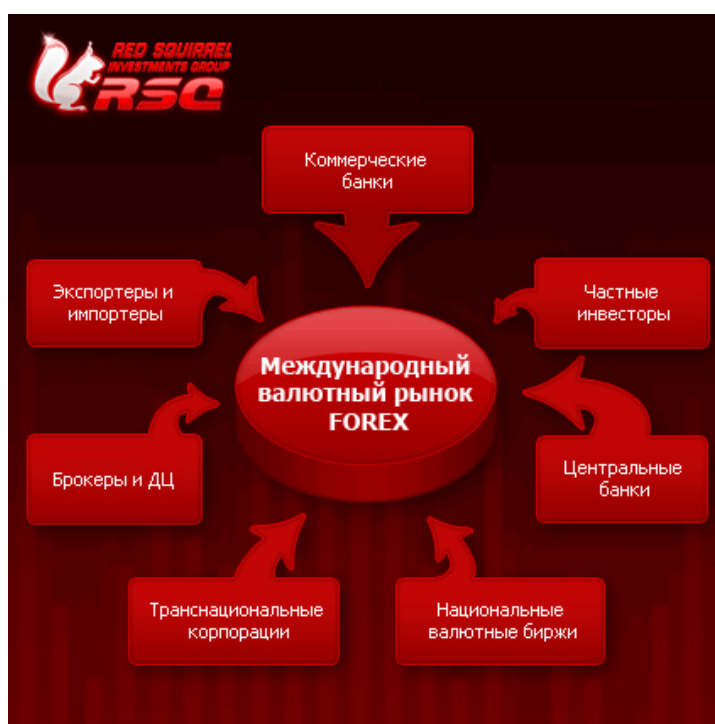 RED SQUIRREL
INVESTMENTS GROUP
RSQ
Коммерческие
банки
Экспортеры и
импортеры
Частные
инвесторы
Международный
валютный рынок
FOREX
Брокеры и ДЦ
Центральные
банки
Транснациональные
корпорации
Национальные
валютные биржи